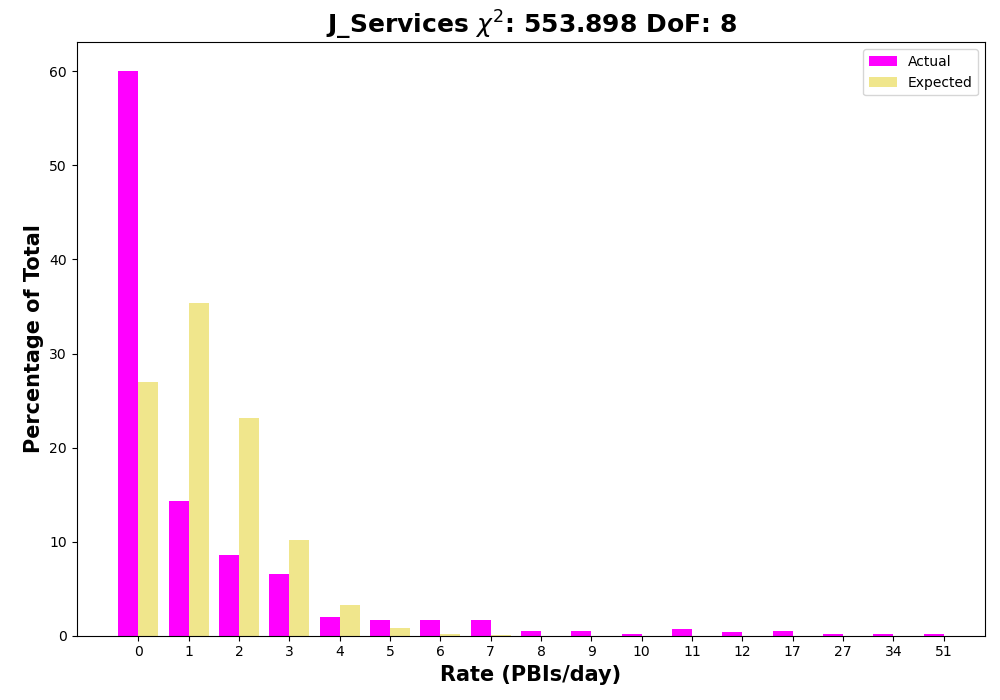 J_Services χ²: 553.898 DoF: 8
Actual
Expected
Percentage of Total
60
50
40
30
20
10
0
0 1 2 3 4 5 6 7 8 9 10 11 12 17 27 34 51
Rate (PBIs/day)